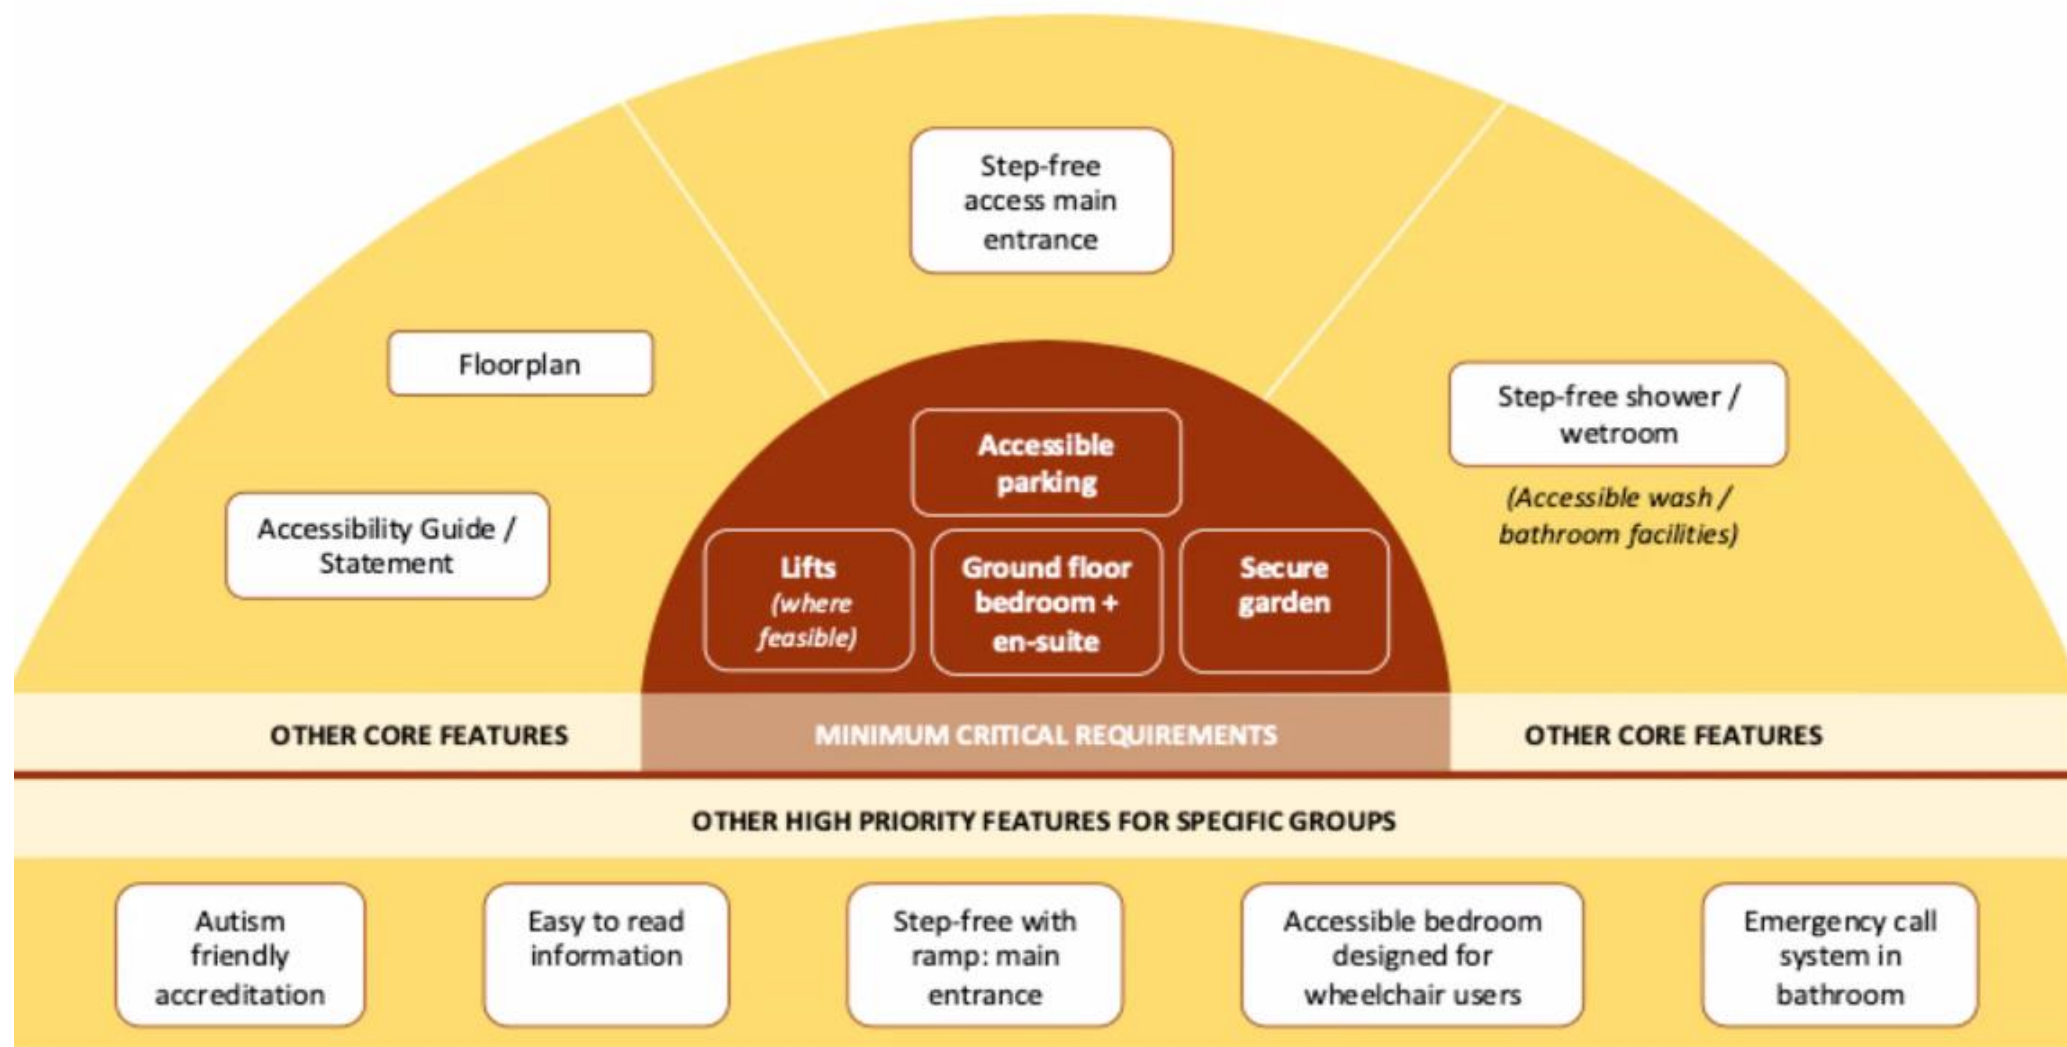 Step-free
access main
entrance
Floorplan
Accessibility Guide /
Statement
Step-free shower /
wetroom
(Accessible wash /
bathroom facilities)
Accessible
parking
Lifts
(where
feasible)
Ground floor
bedroom +
en-suite
Secure
garden
OTHER CORE FEATURES
MINIMUM CRITICAL REQUIREMENTS
OTHER CORE FEATURES
OTHER HIGH PRIORITY FEATURES FOR SPECIFIC GROUPS
Autism
friendly
accreditation
Easy to read
information
Step-free with
ramp: main
entrance
Accessible bedroom
designed for
wheelchair users
Emergency call
system in
bathroom